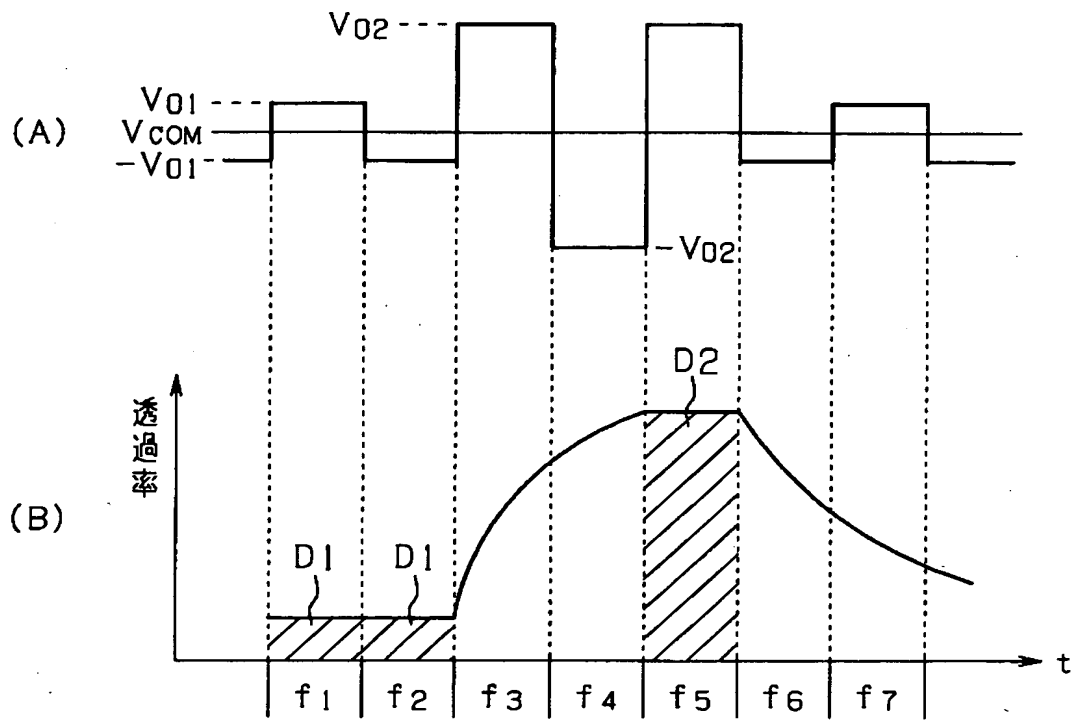 V02
V01
(A)
VCOM
-V01
-V02
D2
透過率
(B)
D1 D1
t
f1 f2 f3 f4 f5 f6 f7